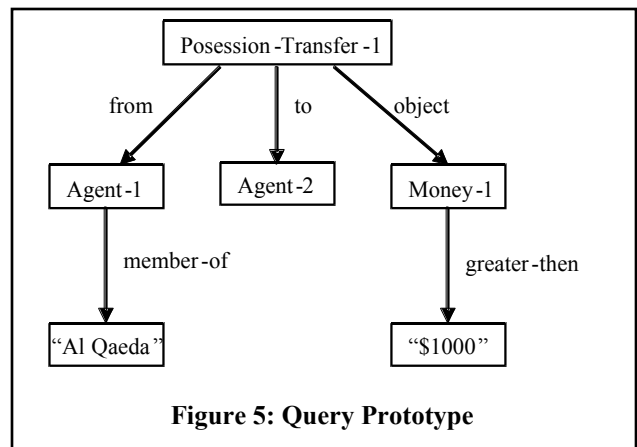 Posession-Transfer-1
from
to
object
Agent-1
Agent-2
Money-1
member-of
greater-then
“Al Qaeda”
“$1000”
Figure 5: Query Prototype